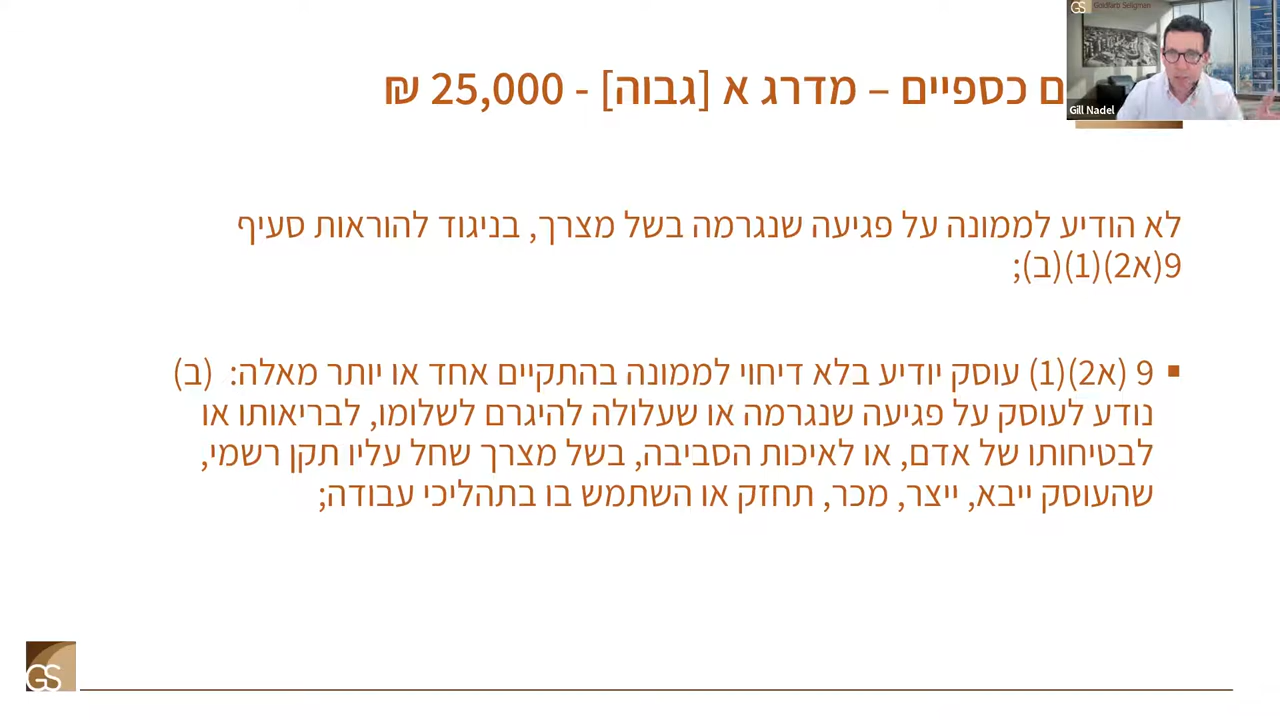 ם כספיים – מדרג א [גבוה] - 25,000 ₪
GS Goldfarb Seligman
Gill Nadel
לא הודיע לממונה על פגיעה שנגרמה בשל מצרך, בניגוד להוראות סעיף
9(א2)(1)(ב);
▪ 9 (א2)(1) עוסק יודיע בלא דיחוי לממונה בהתקיים אחד או יותר מאלה: (ב)
נודע לעוסק על פגיעה שנגרמה או שעלולה להיגרם לשלומו, לבריאותו או
לבטיחותו של אדם, או לאיכות הסביבה, בשל מצרך שחל עליו תקן רשמי,
שהעוסק ייבא, ייצר, מכר, תחזק או השתמש בו בתהליכי עבודה;
GS